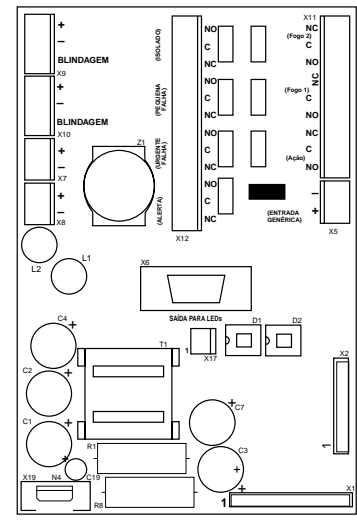 +
–
BLINDAGEM
X9
+
–
BLINDAGEM
X10
+
–
X7
+
–
X8
L2
L1
Z1
(ISOLADO)
(PEQUENA
FALHA)
(URGENTE
FALHA)
(ALERTA)
NO
C
NC
NO
C
NC
NO
C
NC
NO
C
NC
X12
X11
NC
(Fogo 2)
C
NO
NC
(Fogo 1)
C
NO
NC
C
(Ação)
NO
–
+
(ENTRADA
GENÉRICA)
X5
X6
SAÍDA PARA LEDs
1
X17
D1
D2
C4
+
C2
+
C1
+
T1
X2
1
C7
+
C3
+
R1
X19
N4
C19
R8
X1
1